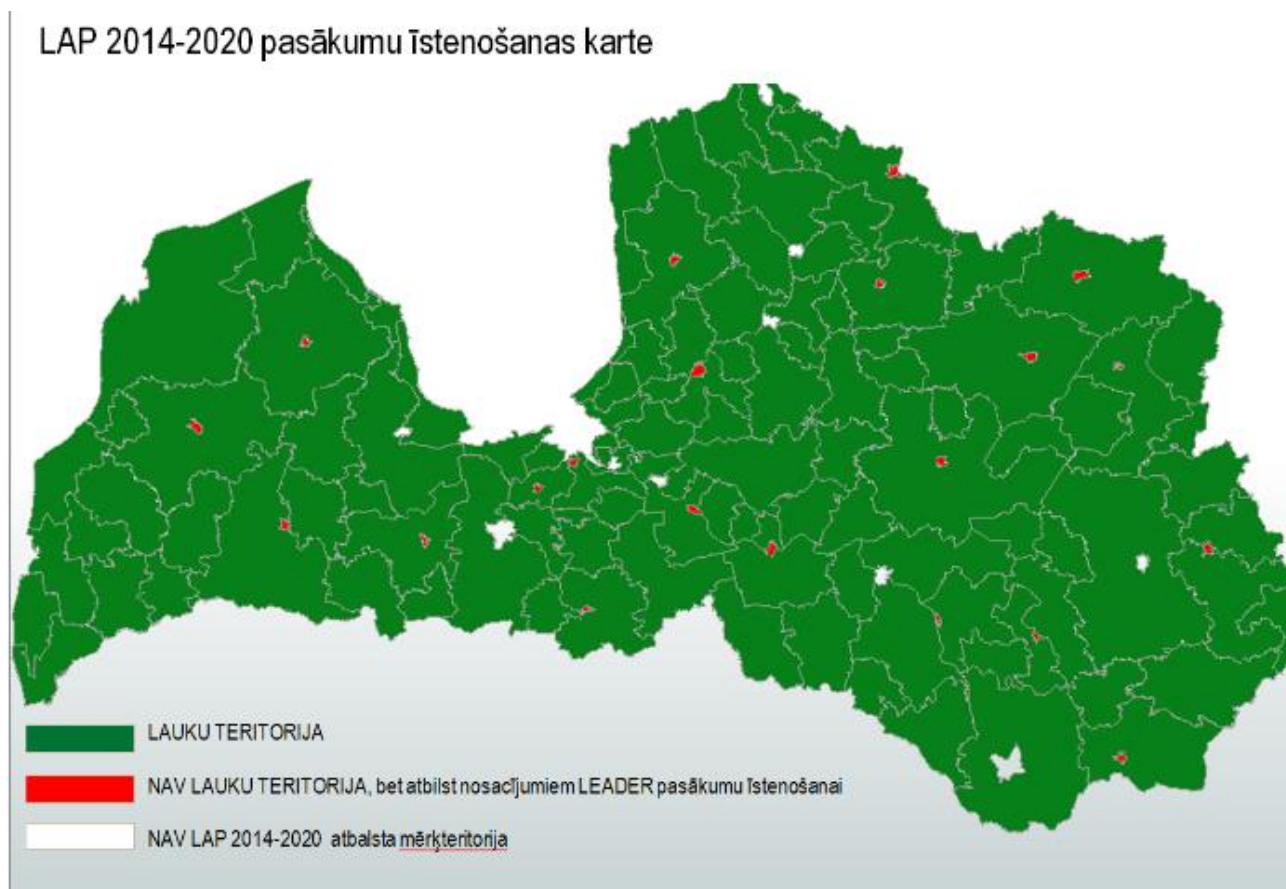 LAP 2014-2020 pasākumu īstenošanas karte
LAUKU TERITORIJA
NAV LAUKU TERITORIJA, bet atbilst nosacījumiem LEADER pasākumu īstenošanai
NAV LAP 2014-2020 atbalsta mērķteritorija